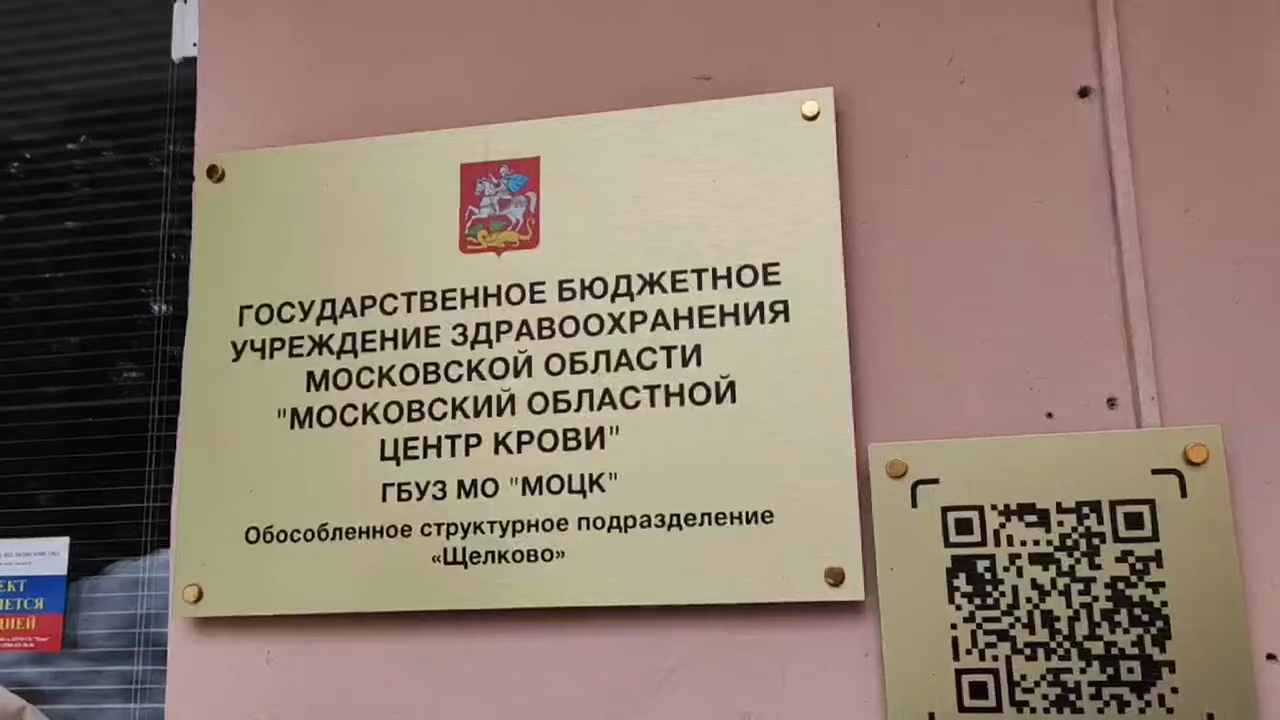 ГОСУДАРСТВЕННОЕ БЮДЖЕТНОЕ
УЧРЕЖДЕНИЕ ЗДРАВООХРАНЕНИЯ
МОСКОВСКОЙ ОБЛАСТИ
"МОСКОВСКИЙ ОБЛАСТНОЙ
ЦЕНТР КРОВИ"
ГБУЗ МО "МОЦК"
Обособленное структурное подразделение
«Щелково»